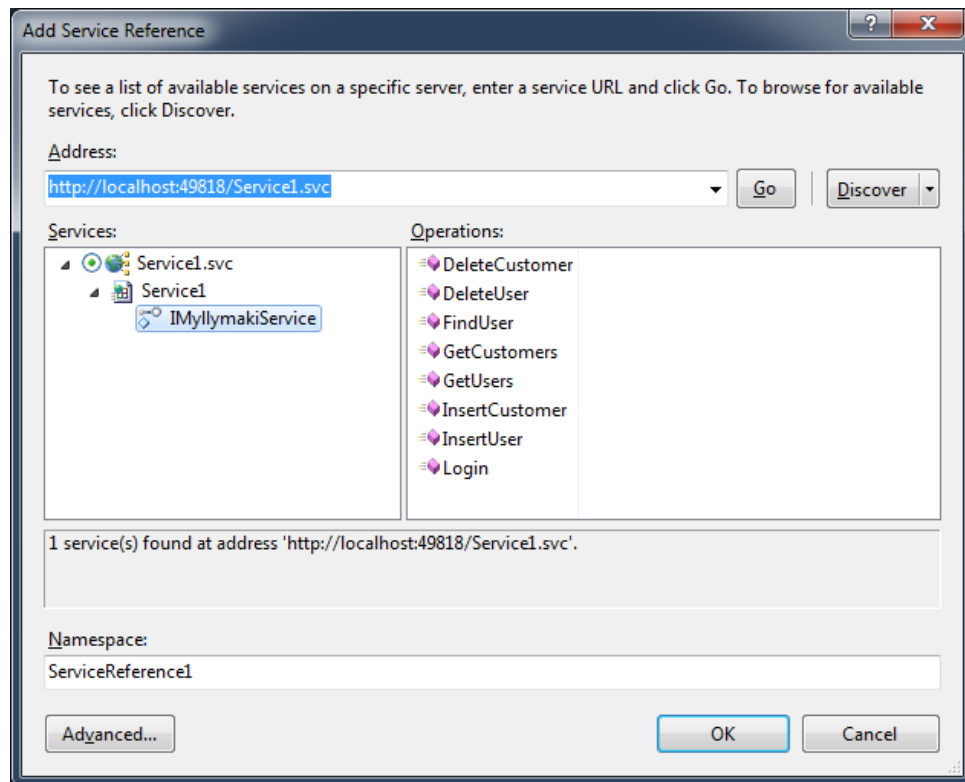 Add Service Reference
To see a list of available services on a specific server, enter a service URL and click Go. To browse for available
services, click Discover.
Address:
http://localhost:49818/Service1.svc
Go
Discover
Services:
Operations:
Service1.svc
Service1
IMyllymakiService
DeleteCustomer
DeleteUser
FindUser
GetCustomers
GetUsers
InsertCustomer
InsertUser
Login
1 service(s) found at address 'http://localhost:49818/Service1.svc'.
Namespace:
ServiceReference1
Advanced...
OK
Cancel